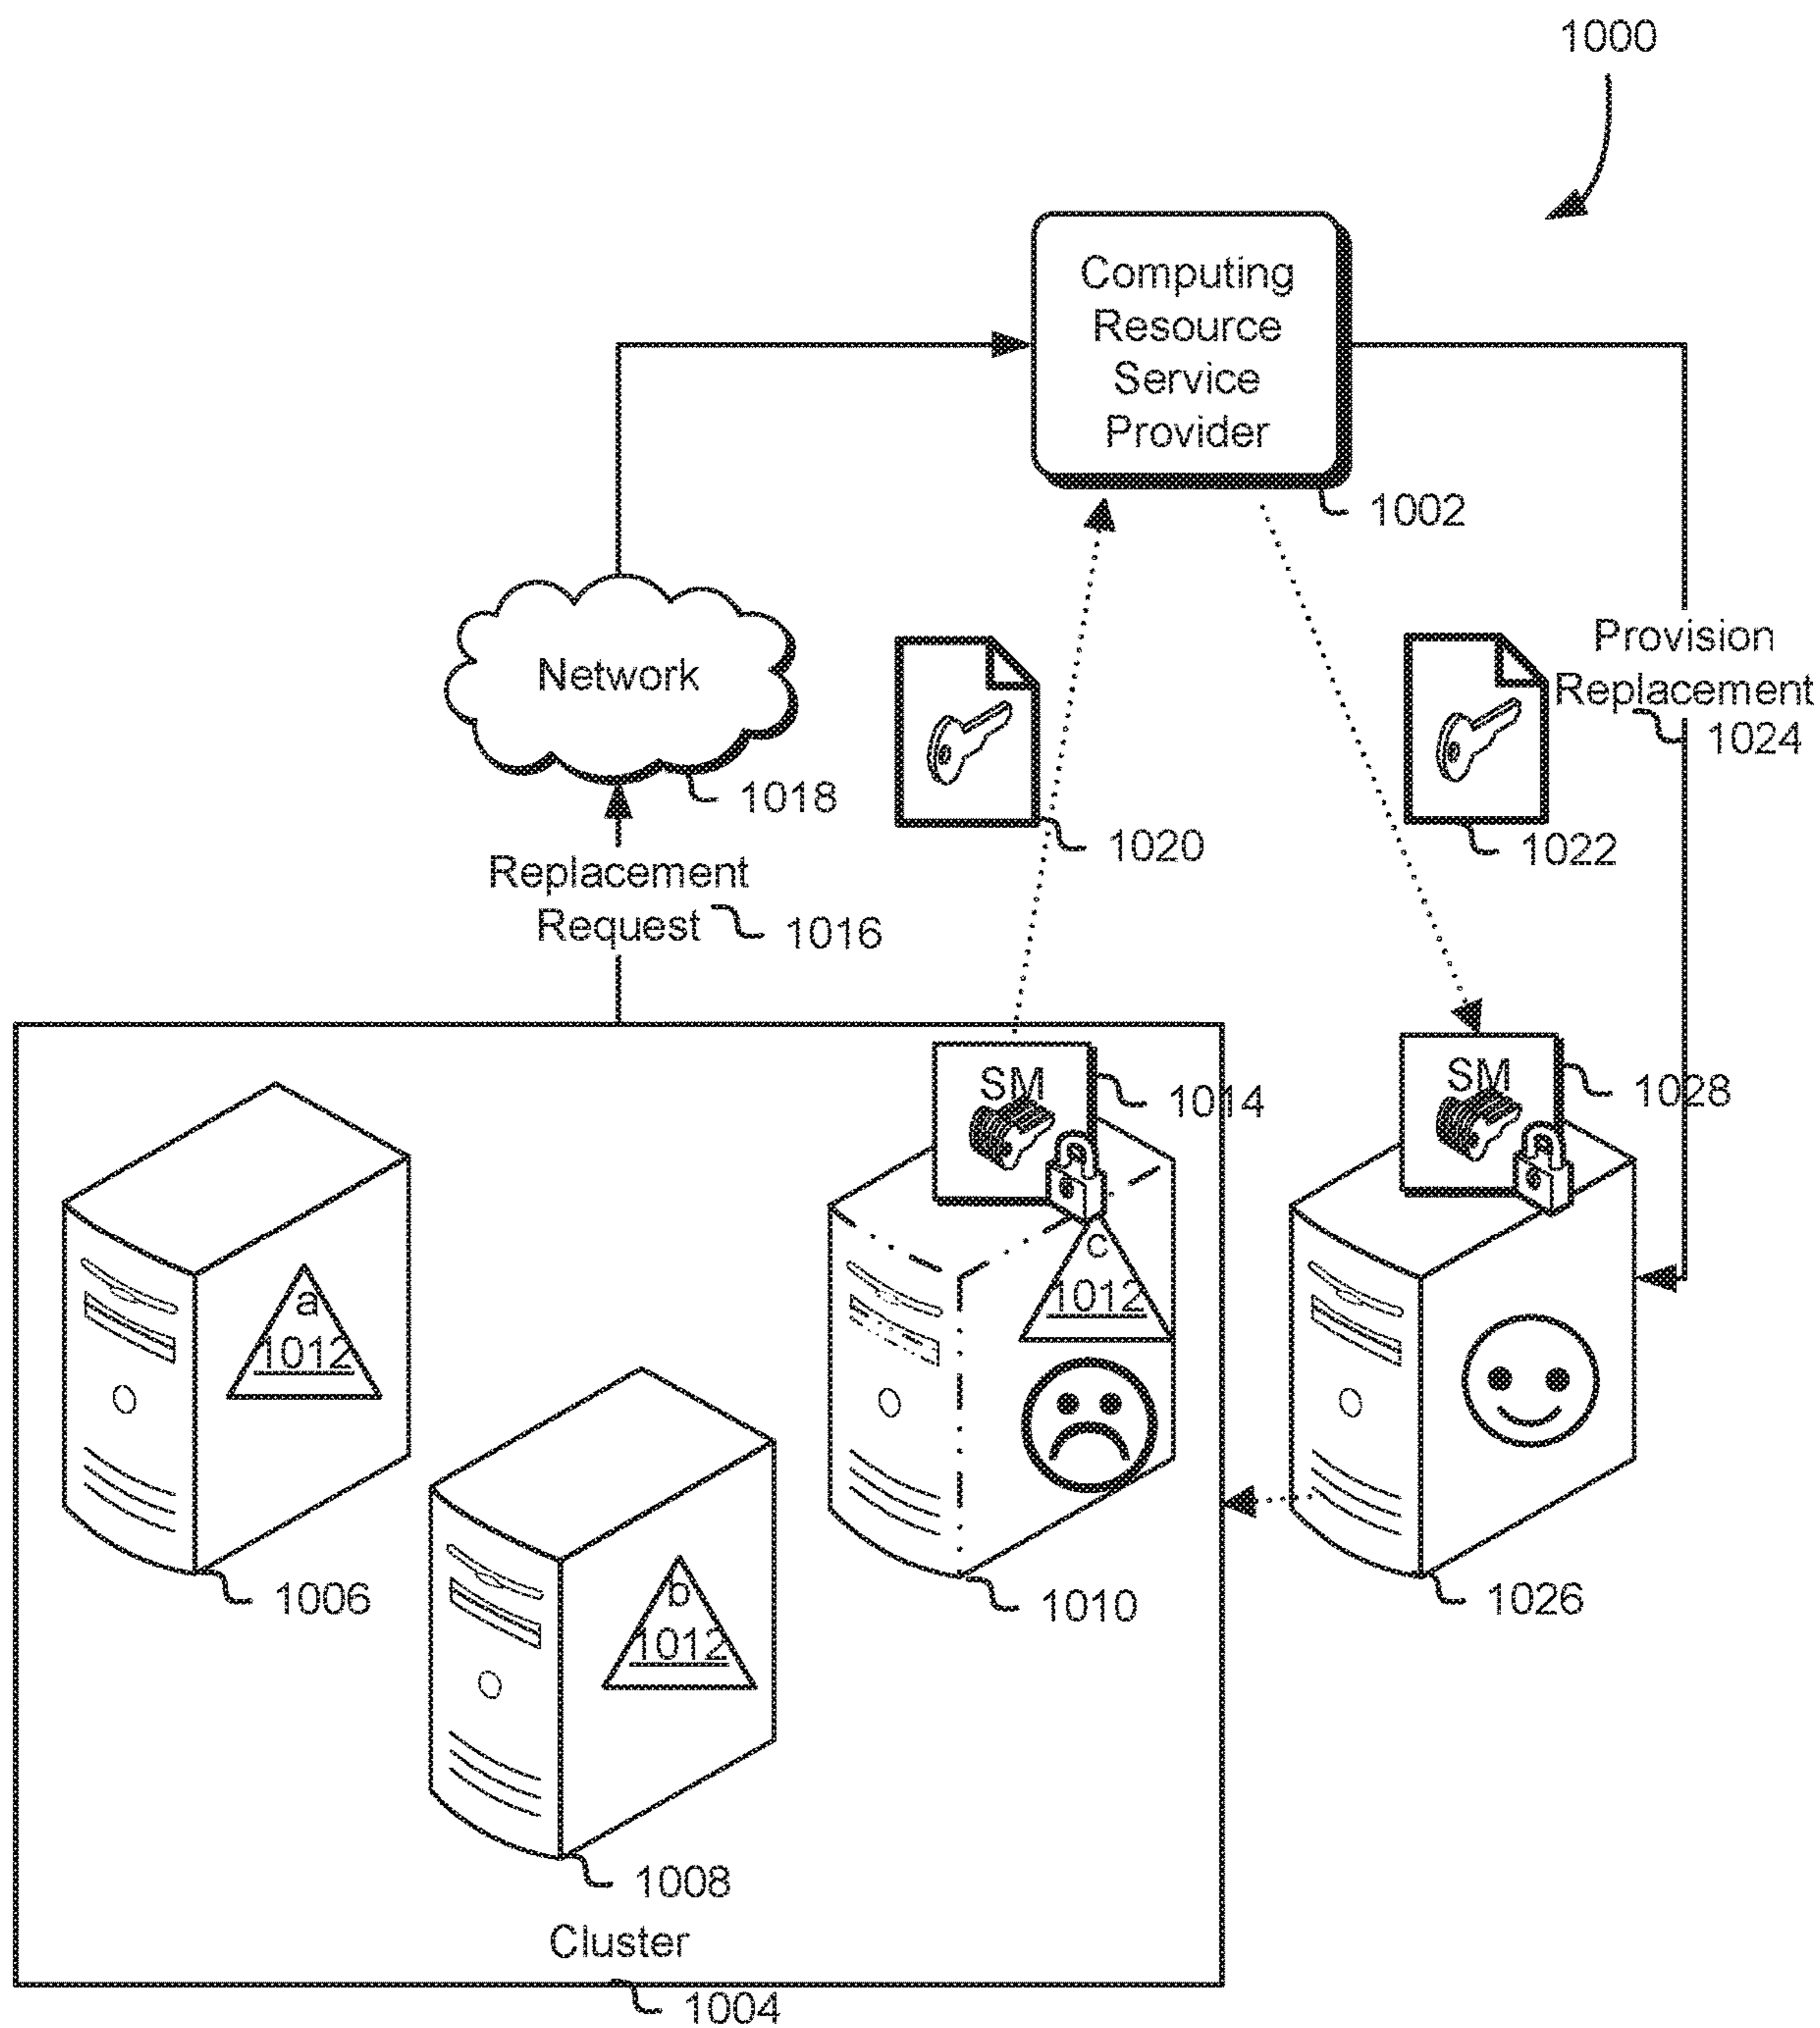 1000
Computing
Resource
Service
Provider
1002
Network
1018
Provision
Replacement
1024
1020
1022
Replacement
Request
1016
SM
1014
SM
1028
a
1012
c
1012
b
1012
1006
1010
1026
1008
Cluster
1004